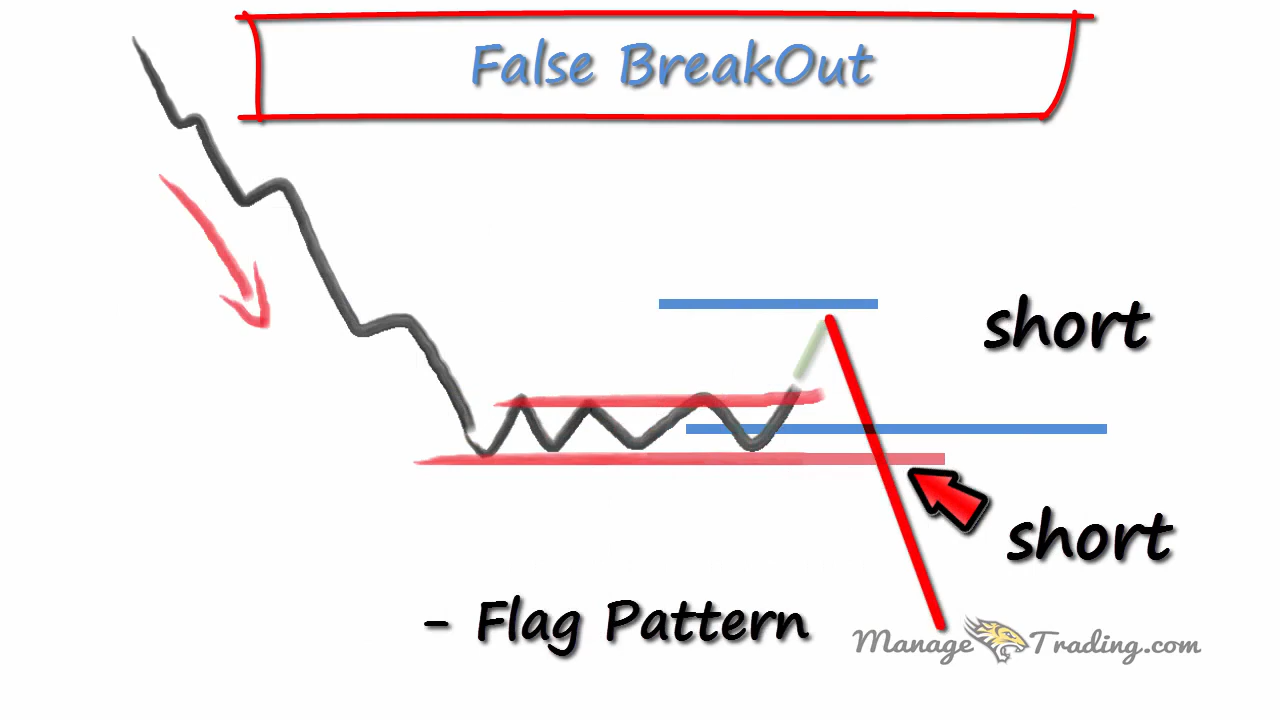 False BreakOut
short
short
- Flag Pattern
ManageTrading.com